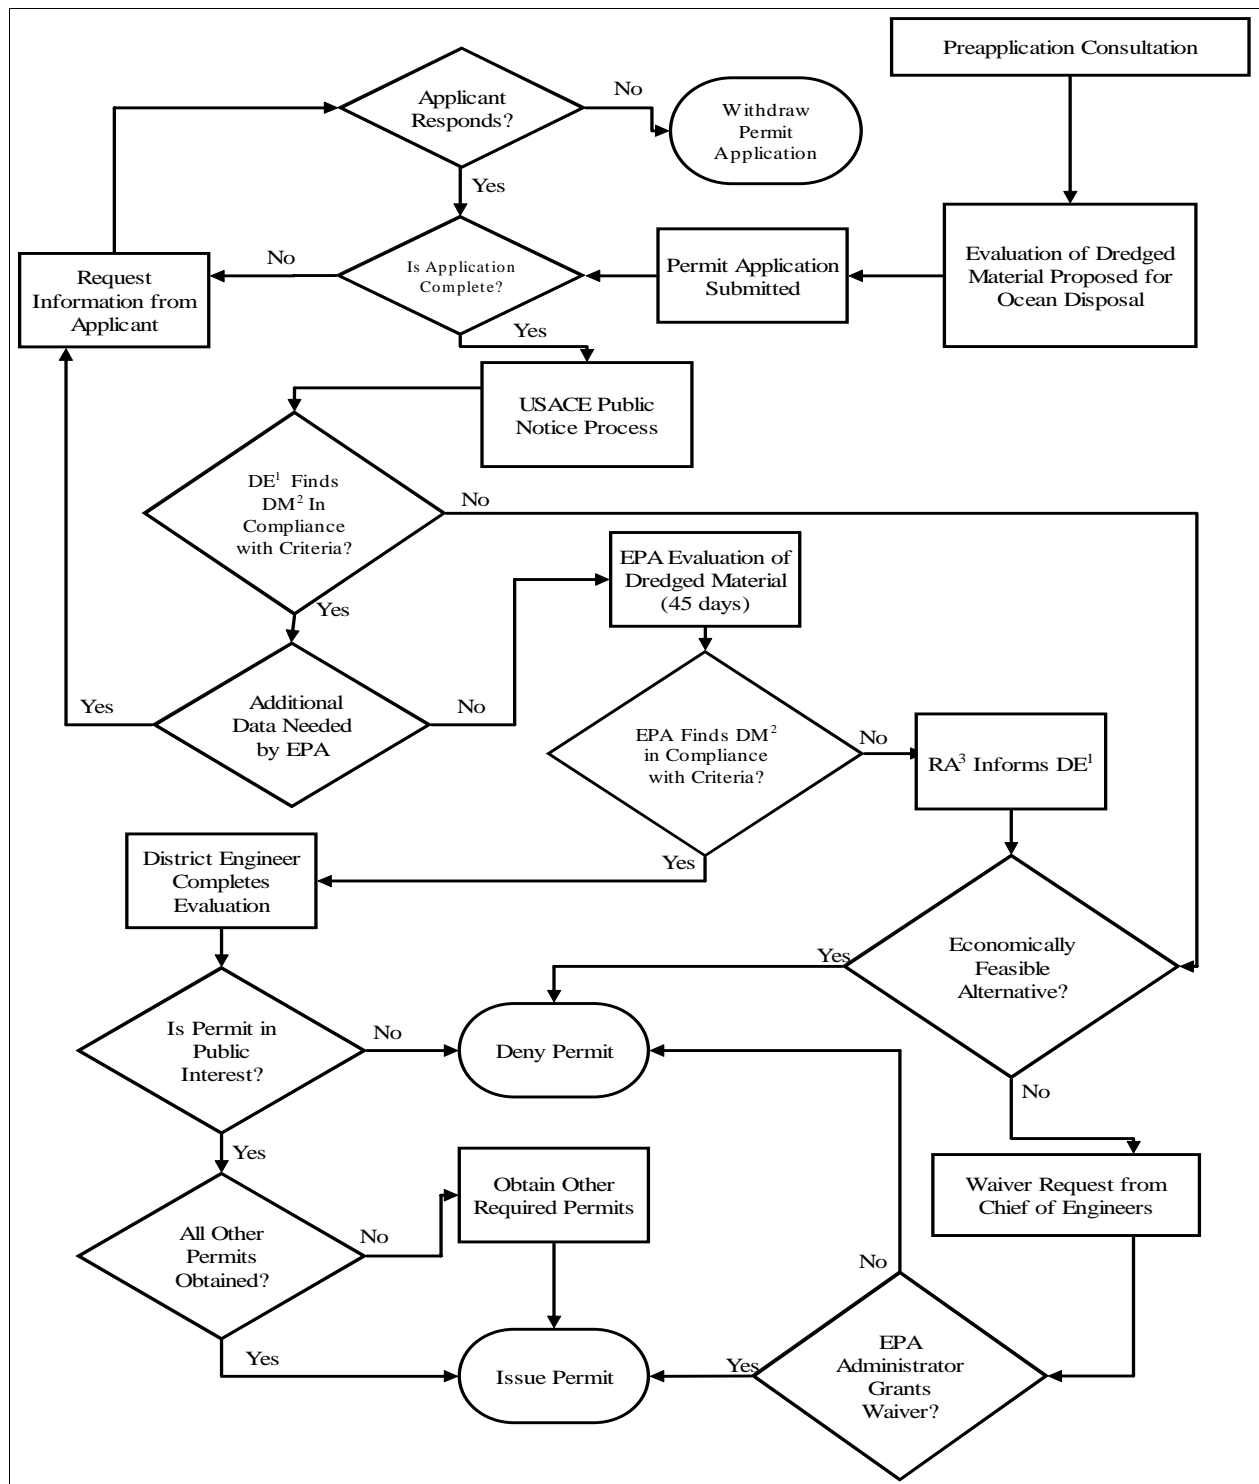 Preapplication Consultation
Applicant
Responds?
No
Withdraw
Permit
Application
Yes
Request
Information from
Applicant
No
Is Application
Complete?
Permit Application
Submitted
Evaluation of Dredged
Material Proposed for
Ocean Disposal
Yes
USACE Public
Notice Process
DE¹ Finds
DM² In
Compliance
with Criteria?
No
EPA Evaluation of
Dredged Material
(45 days)
Yes
Yes
Additional
Data Needed
by EPA
No
EPA Finds DM²
in Compliance
with Criteria?
No
RA³ Informs DE¹
Yes
District Engineer
Completes
Evaluation
Economically
Feasible
Alternative?
Yes
Is Permit in
Public
Interest?
No
Deny Permit
No
Yes
Waiver Request from
Chief of Engineers
Obtain Other
Required Permits
All Other
Permits
Obtained?
No
No
Yes
Issue Permit
Yes
EPA
Administrator
Grants
Waiver?